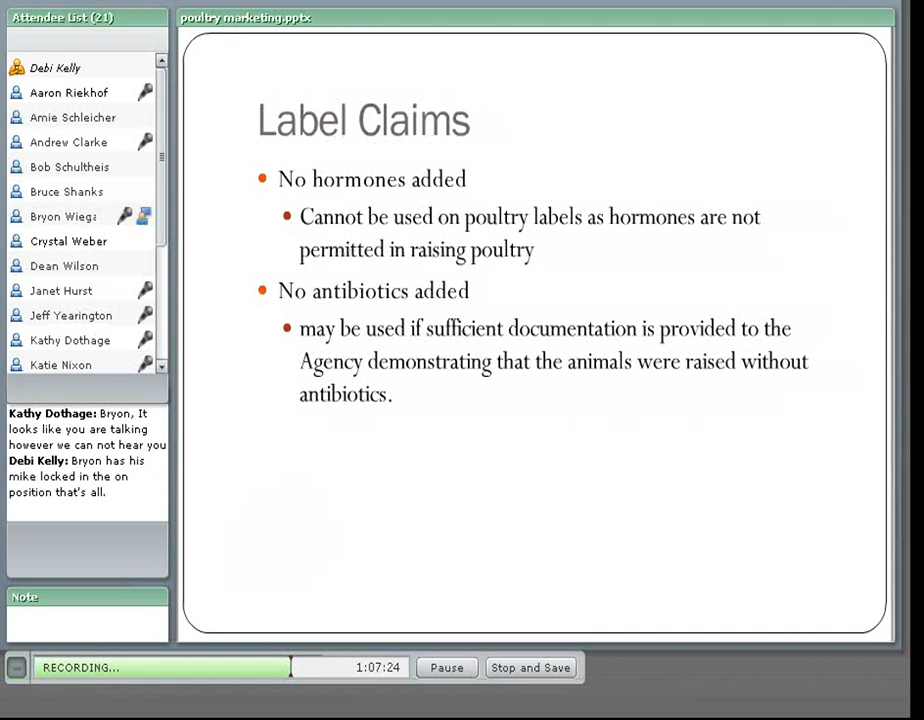 Attendee List (21)
Debi Kelly
Aaron Riekhof
Amie Schleicher
Andrew Clarke
Bob Schultheis
Bruce Shanks
Bryon Wiega
Crystal Weber
Dean Wilson
Janet Hurst
Jeff Yearington
Kathy Dothage
Katie Nixon
Kathy Dothage: Bryon, It
looks like you are talking
however we can not hear you
Debi Kelly: Bryon has his
mike locked in the on
position that's all.
Note
poultry marketing.pptx
Label Claims
No hormones added
Cannot be used on poultry labels as hormones are not
permitted in raising poultry
No antibiotics added
may be used if sufficient documentation is provided to the
Agency demonstrating that the animals were raised without
antibiotics.
RECORDING... 1:07:24 Pause Stop and Save